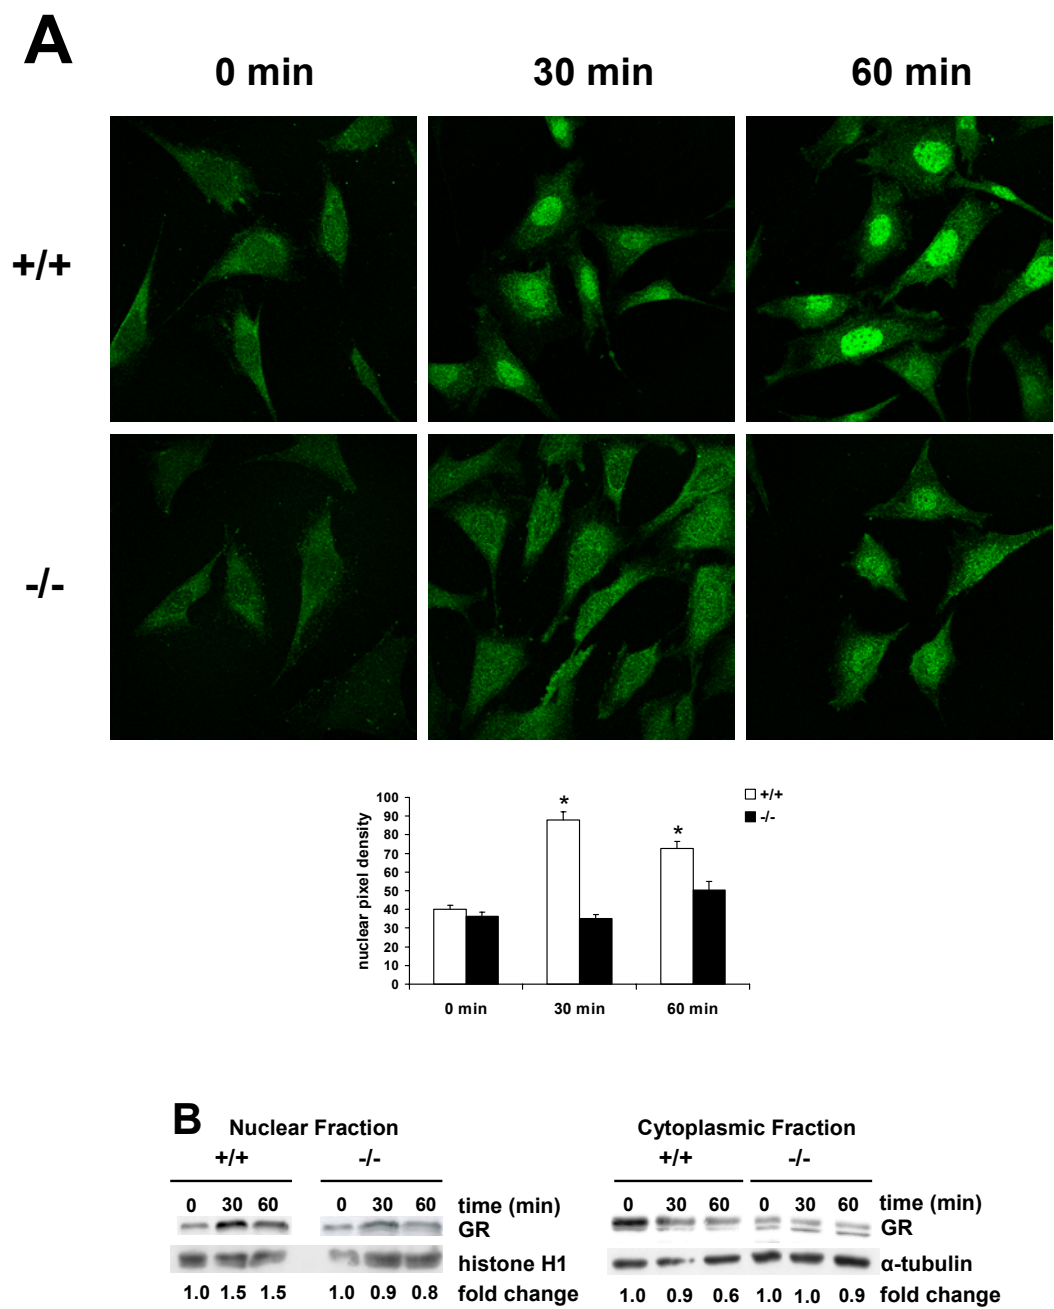 A
0 min 30 min 60 min
+/+
-/-
100
90
80
70
60
50
40
30
20
10
0
nuclear pixel density
* *
+/+
-/-
0 min 30 min 60 min
B Nuclear Fraction Cytoplasmic Fraction
+/+ -/- +/+ -/-
0 30 60 0 30 60 time (min) 0 30 60 0 30 60 time (min)
GR GR
histone H1 α-tubulin
1.0 1.5 1.5 1.0 0.9 0.8 fold change 1.0 0.9 0.6 1.0 1.0 0.9 fold change